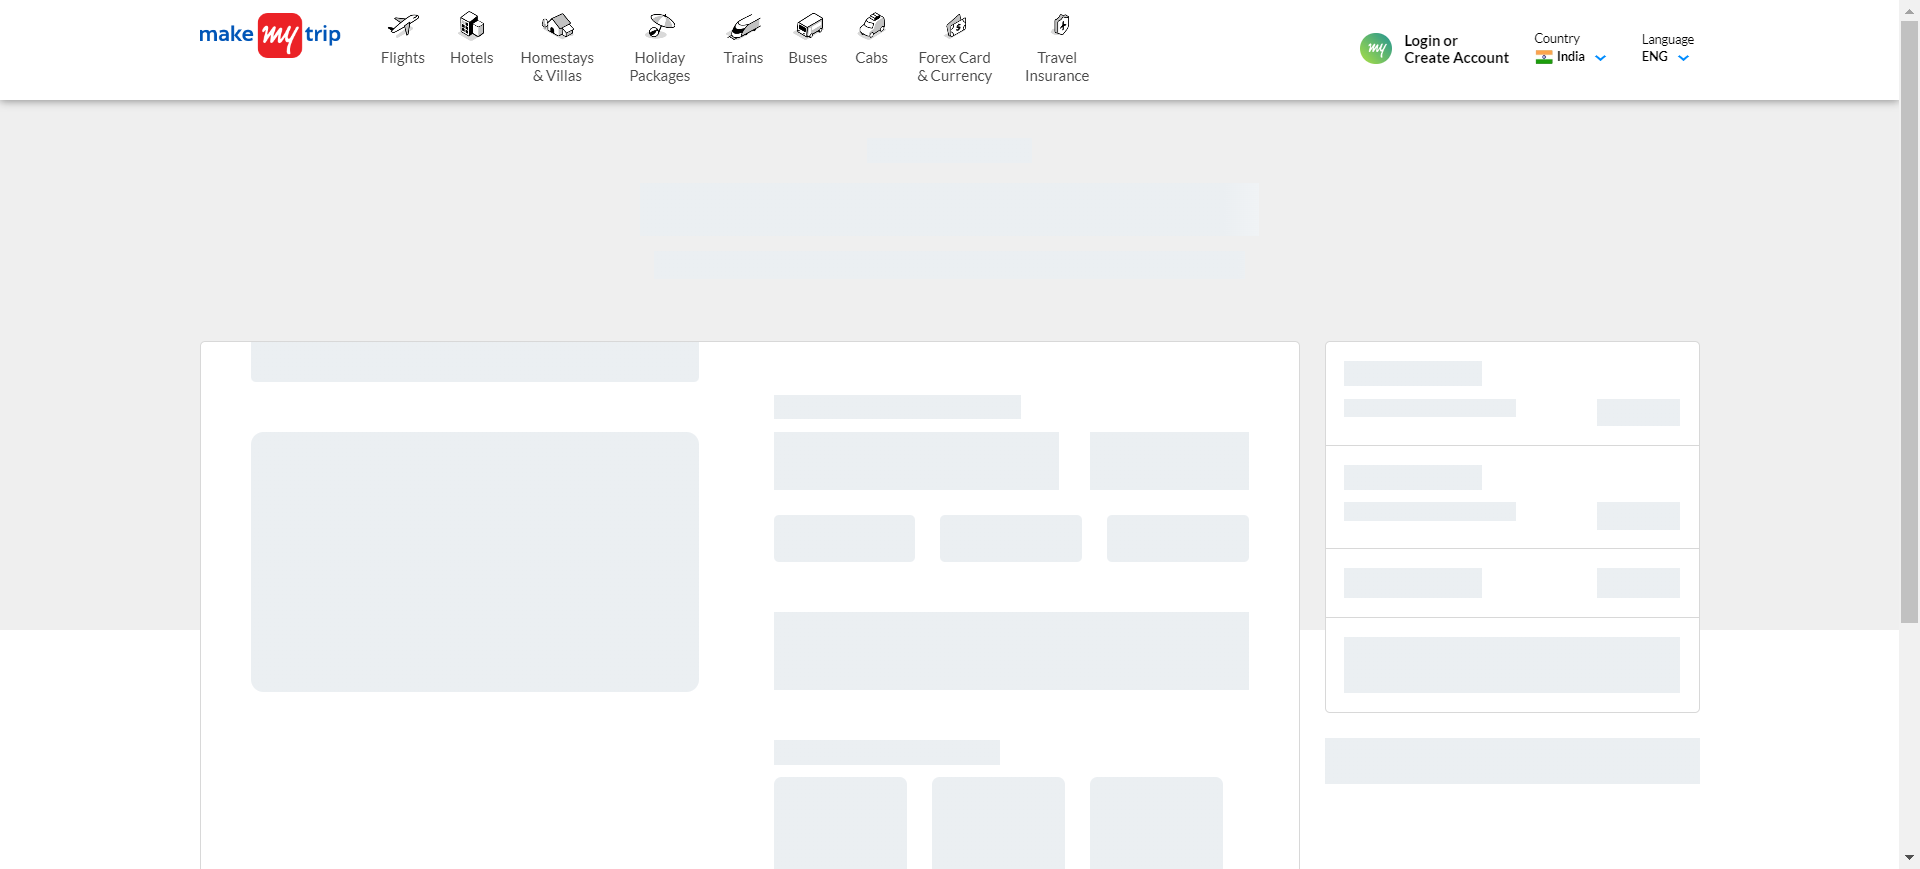 make my trip
Flights
Hotels
Homestays
& Villas
Holiday
Packages
Trains
Buses
Cabs
Forex Card
& Currency
Travel
Insurance
my
Login or
Create Account
Country
India
Language
ENG